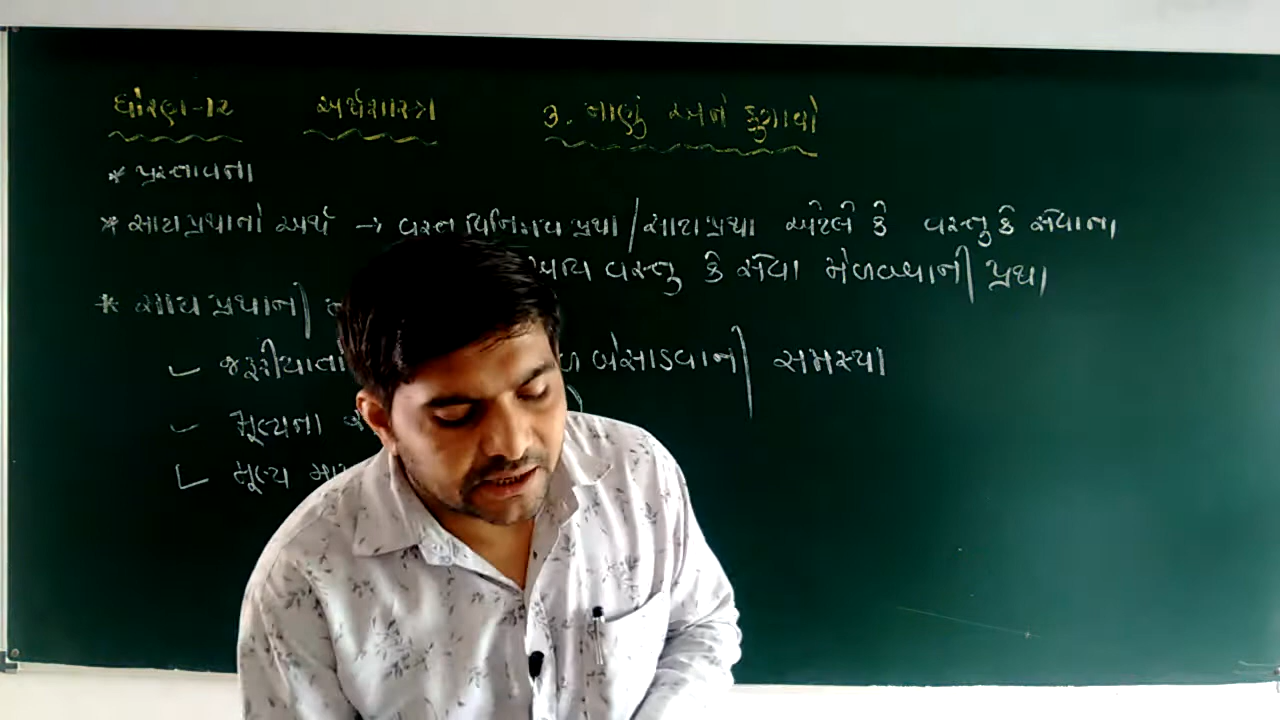 ધોરણ-૧૨ અર્થશાસ્ત્ર ૩. નાણું અને ફુગાવો
* પ્રસ્તાવના
* સાટાપ્રથાનો અર્થ → વસ્તુ વિનિમય પ્રથા / સાટાપ્રથા એટલે કે વસ્તુ કે સેવાના
વસ્તુ કે સેવા મેળવવાની પ્રથા
* સાટા પ્રથાની
જરૂરીયાતો બેસાડવાની સમસ્યા
મૂલ્યના
મૂલ્ય